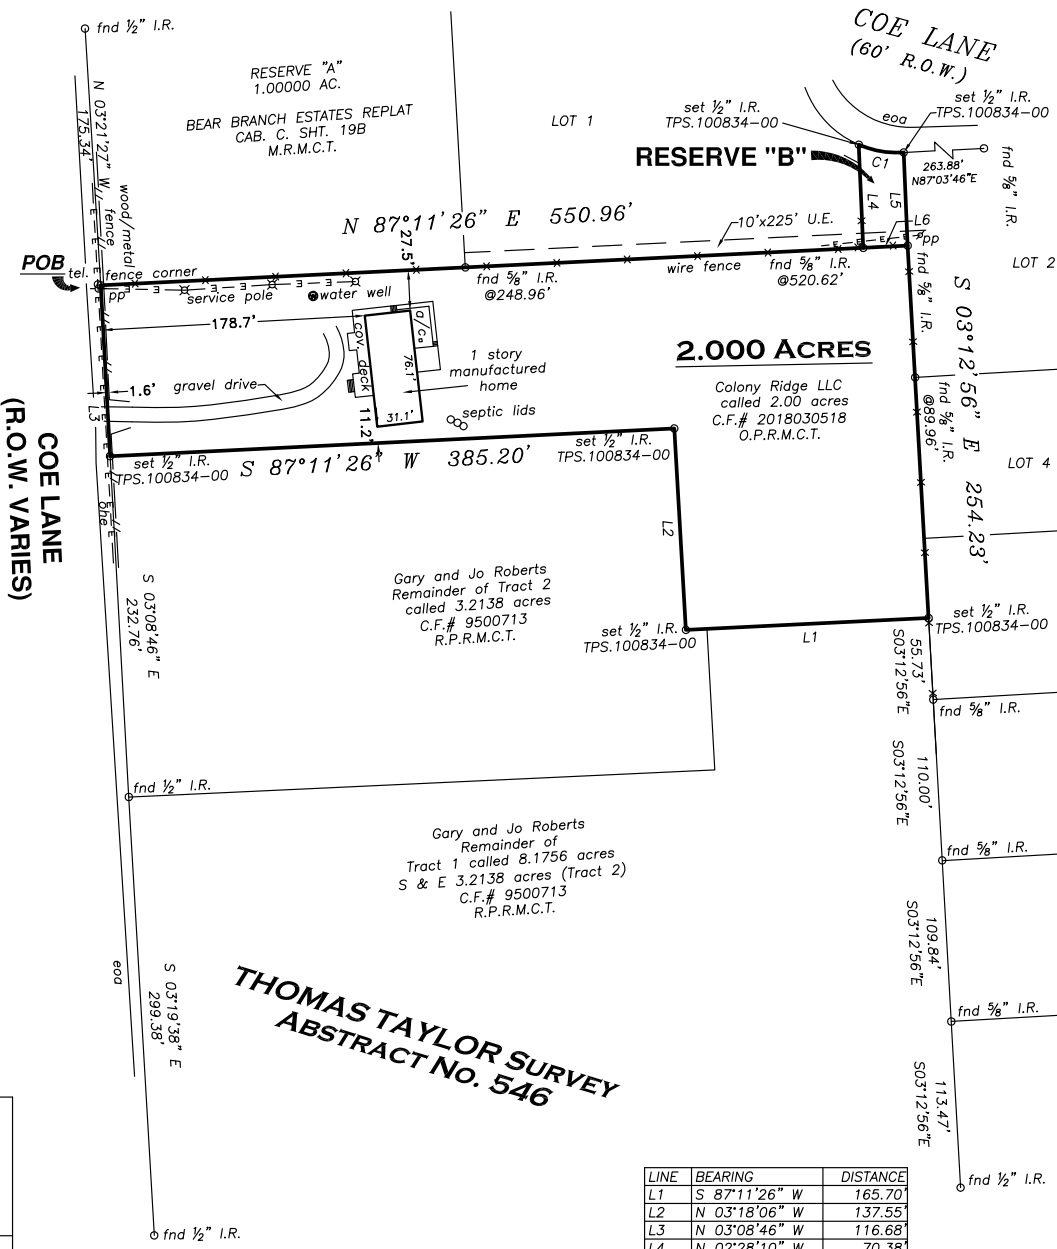 fnd ½" I.R.
COE LANE
(60' R.O.W.)
RESERVE "A"
1.00000 AC.
BEAR BRANCH ESTATES REPLAT
CAB. C. SHT. 19B
M.R.M.C.T.
LOT 1
set ½" I.R.
TPS.100834-00
eoa
set ½" I.R.
TPS.100834-00
RESERVE "B"
C1
263.88'
N87°03'46"E
fnd ⅝" I.R.
N 03°21'27" W
175.34'
wood/metal
fence
L4
L5
L6
pp
N 87°11'26" E 550.96'
27.5'
10'x225' U.E.
POB
tel.
fence corner
pp
service pole
water well
fnd ⅝" I.R.
@248.96'
wire fence
fnd ⅝" I.R.
@520.62'
fnd ⅝" I.R.
LOT 2
S 03°12'56" E 254.23'
178.7'
cov. deck
a/c
76.1'
31.1'
11.2'
1 story
manufactured
home
2.000 ACRES
Colony Ridge LLC
called 2.00 acres
C.F.# 2018030518
O.P.R.M.C.T.
fnd ⅝" I.R.
@89.96'
1.6'
gravel drive
septic lids
L3
COE LANE
(R.O.W. VARIES)
set ½" I.R.
TPS.100834-00
S 87°11'26" W 385.20'
set ½" I.R.
TPS.100834-00
LOT 4
ohe
E
L2
Gary and Jo Roberts
Remainder of Tract 2
called 3.2138 acres
C.F.# 9500713
R.P.R.M.C.T.
S 03°08'46" E
232.76'
set ½" I.R.
TPS.100834-00
L1
set ½" I.R.
TPS.100834-00
55.73'
S03°12'56"E
fnd ⅝" I.R.
110.00'
S03°12'56"E
fnd ½" I.R.
Gary and Jo Roberts
Remainder of
Tract 1 called 8.1756 acres
S & E 3.2138 acres (Tract 2)
C.F.# 9500713
R.P.R.M.C.T.
fnd ⅝" I.R.
109.84'
S03°12'56"E
eoa
S 03°19'38" E
299.38'
THOMAS TAYLOR SURVEY
ABSTRACT NO. 546
fnd ⅝" I.R.
113.47'
S03°12'56"E
fnd ½" I.R.
fnd ½" I.R.
LINE BEARING DISTANCE
L1 S 87°11'26" W 165.70'
L2 N 03°18'06" W 137.55'
L3 N 03°08'46" W 116.68'
L4 N 02°28'10" W 70.38'